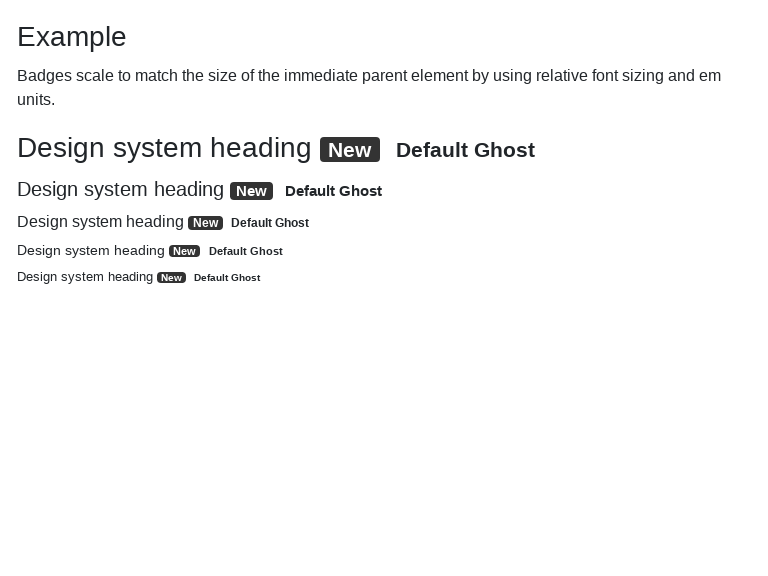 Example
Badges scale to match the size of the immediate parent element by using relative font sizing and em
units.
Design system heading New Default Ghost
Design system heading New Default Ghost
Design system heading New Default Ghost
Design system heading New Default Ghost
Design system heading New Default Ghost